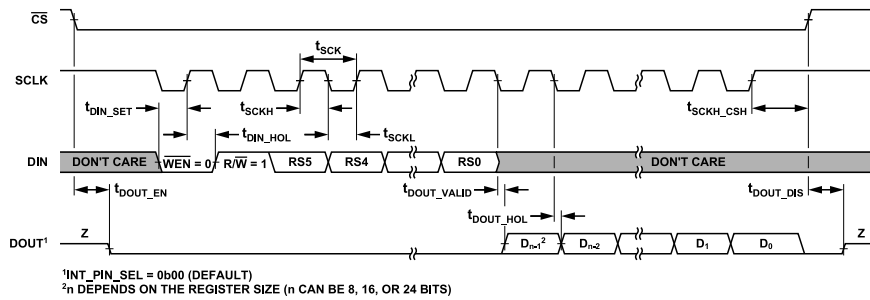 CS
t_SCK
SCLK
t_DIN_SET
t_SCKH
t_DIN_HOL
t_SCKL
t_SCKH_CSH
DIN
DON'T CARE
WEN = 0
R/W = 1
RS5
RS4
RS0
DON'T CARE
t_DOUT_EN
t_DOUT_VALID
t_DOUT_HOL
t_DOUT_DIS
DOUT¹
Z
D_n-1²
D_n-2
D_1
D_0
Z
¹INT_PIN_SEL = 0b00 (DEFAULT)
²n DEPENDS ON THE REGISTER SIZE (n CAN BE 8, 16, OR 24 BITS)